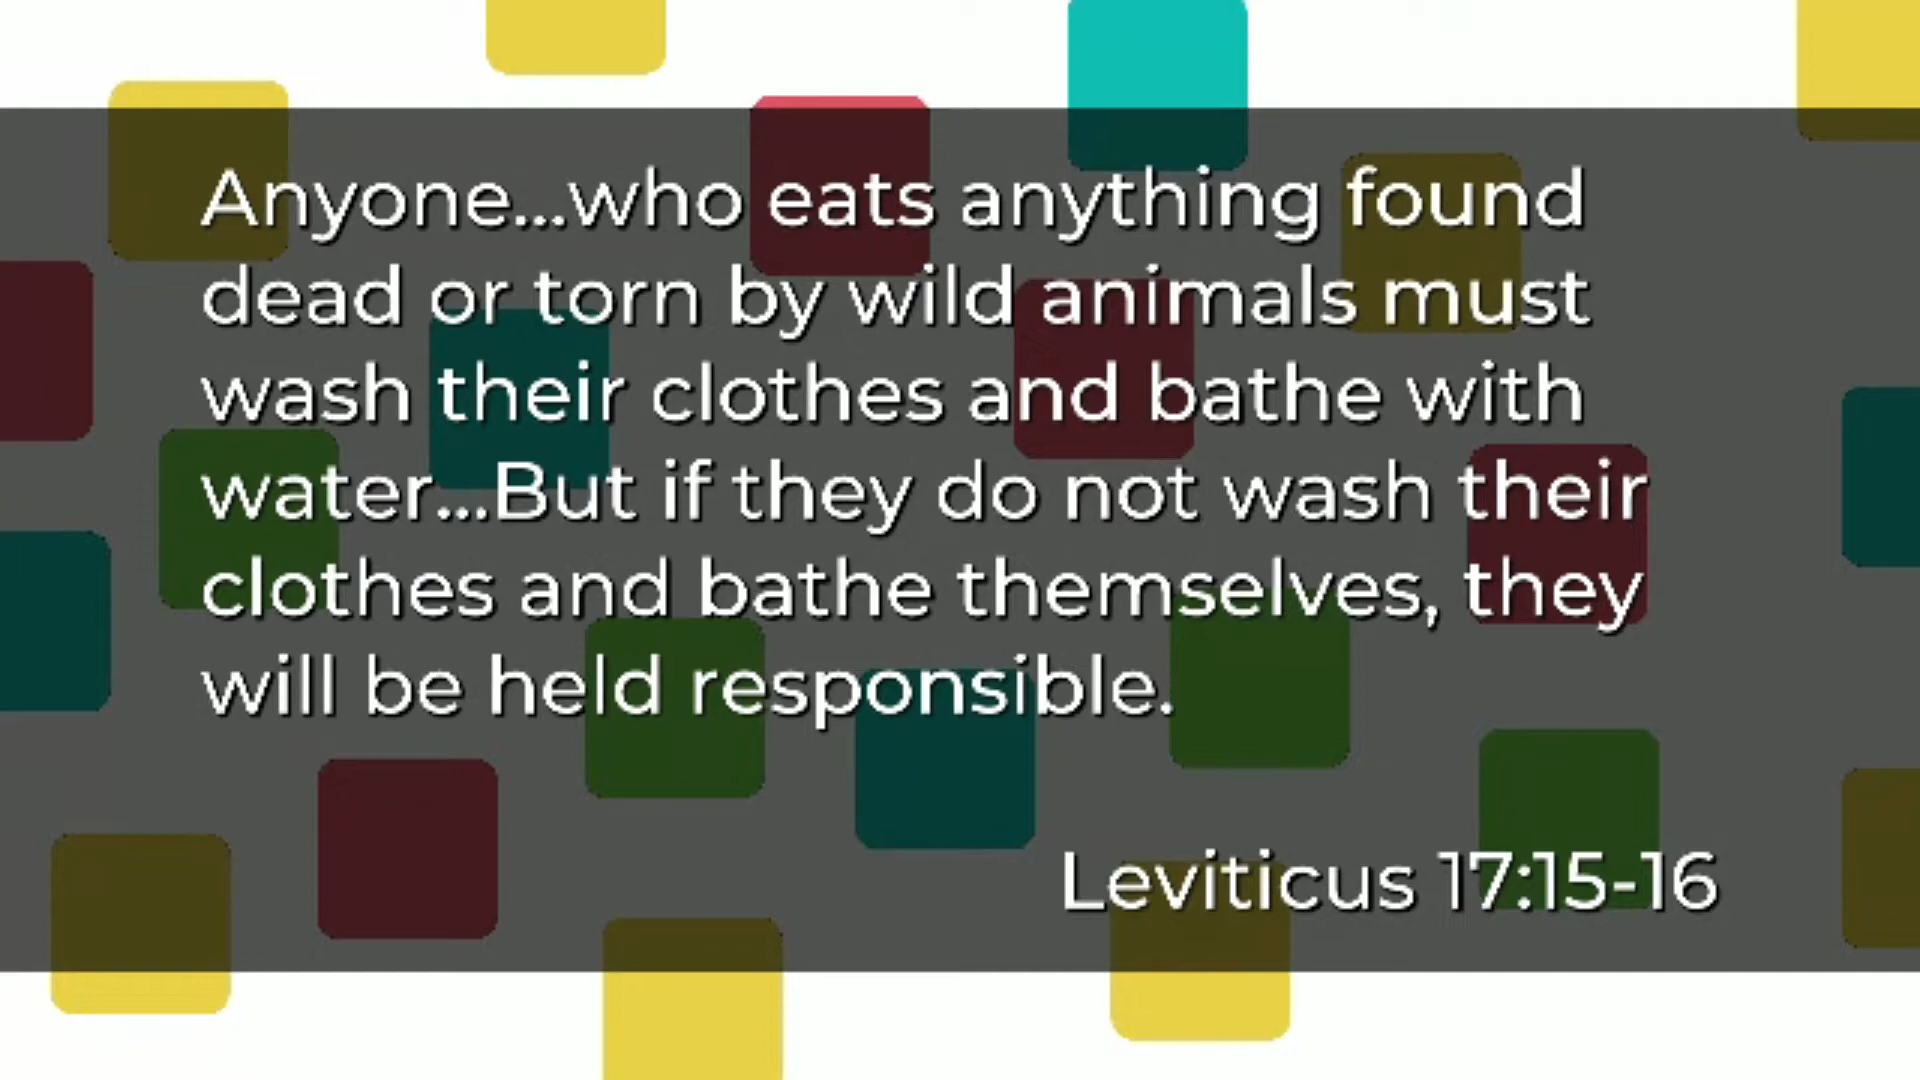 Anyone...who eats anything found
dead or torn by wild animals must
wash their clothes and bathe with
water...But if they do not wash their
clothes and bathe themselves, they
will be held responsible.
Leviticus 17:15-16